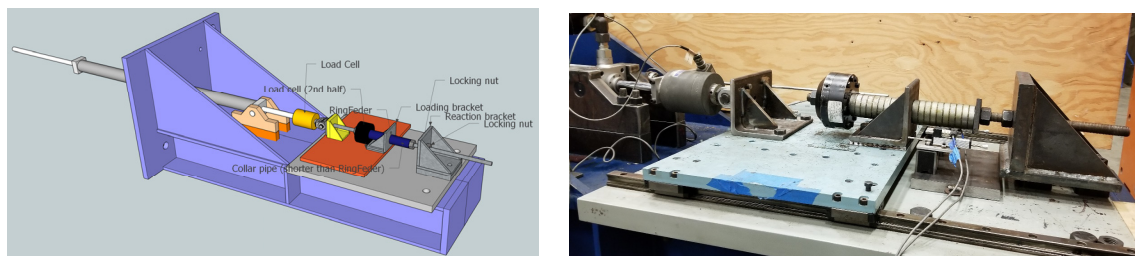 Load Cell
Load cell (2nd half)
Locking nut
RingFeder
Loading bracket
Reaction bracket
Locking nut
Collar pipe (shorter than RingFeder)